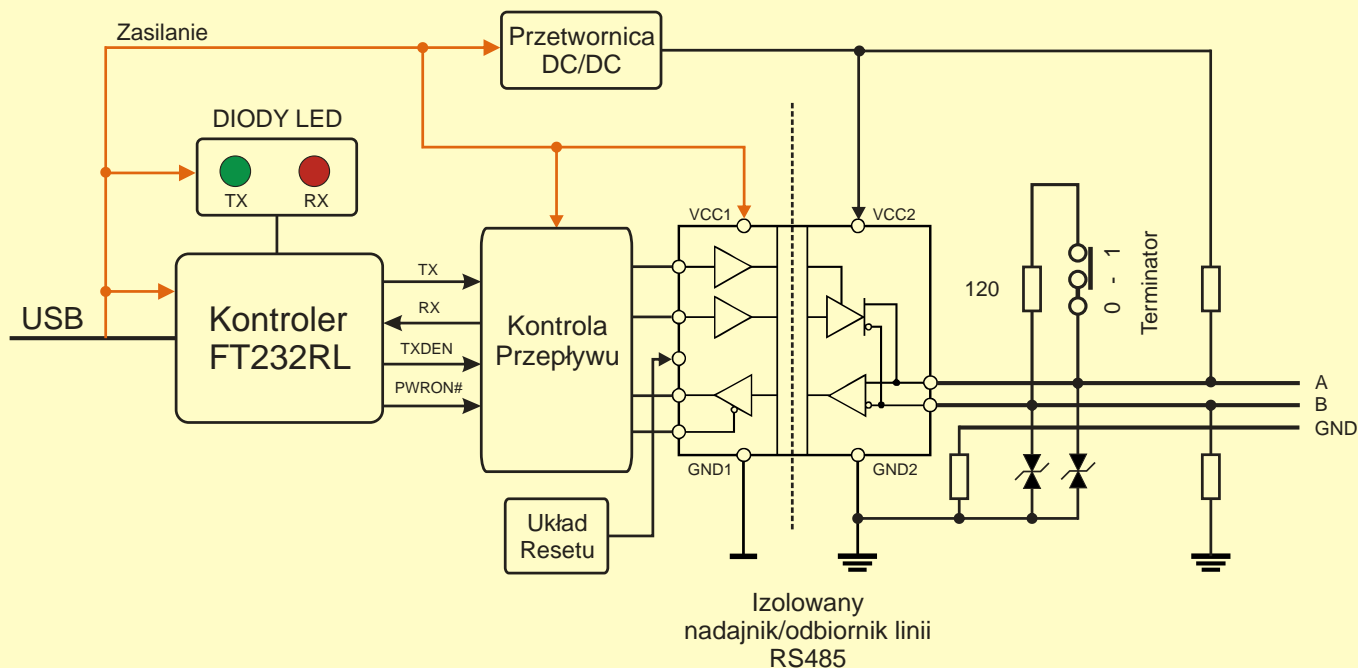 Zasilanie
Przetwornica
DC/DC
DIODY LED
TX
RX
VCC1
VCC2
USB
Kontroler
FT232RL
TX
RX
TXDEN
PWRON#
Kontrola
Przepływu
120
0 - 1
Terminator
A
B
GND
GND1
GND2
Układ
Resetu
Izolowany
nadajnik/odbiornik linii
RS485